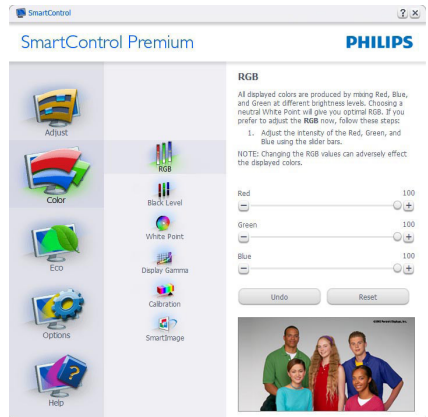 SmartControl
? ×
SmartControl Premium
PHILIPS
Adjust
Color
Eco
Options
Help
RGB
Black Level
White Point
Display Gamma
Calibration
SmartImage
RGB
All displayed colors are produced by mixing Red, Blue,
and Green at different brightness levels. Choosing a
neutral White Point will give you optimal RGB. If you
prefer to adjust the RGB now, follow these steps:
1. Adjust the intensity of the Red, Green, and
Blue using the slider bars.
NOTE: Changing the RGB values can adversely effect
the displayed colors.
Red 100
Green 100
Blue 100
Undo Reset